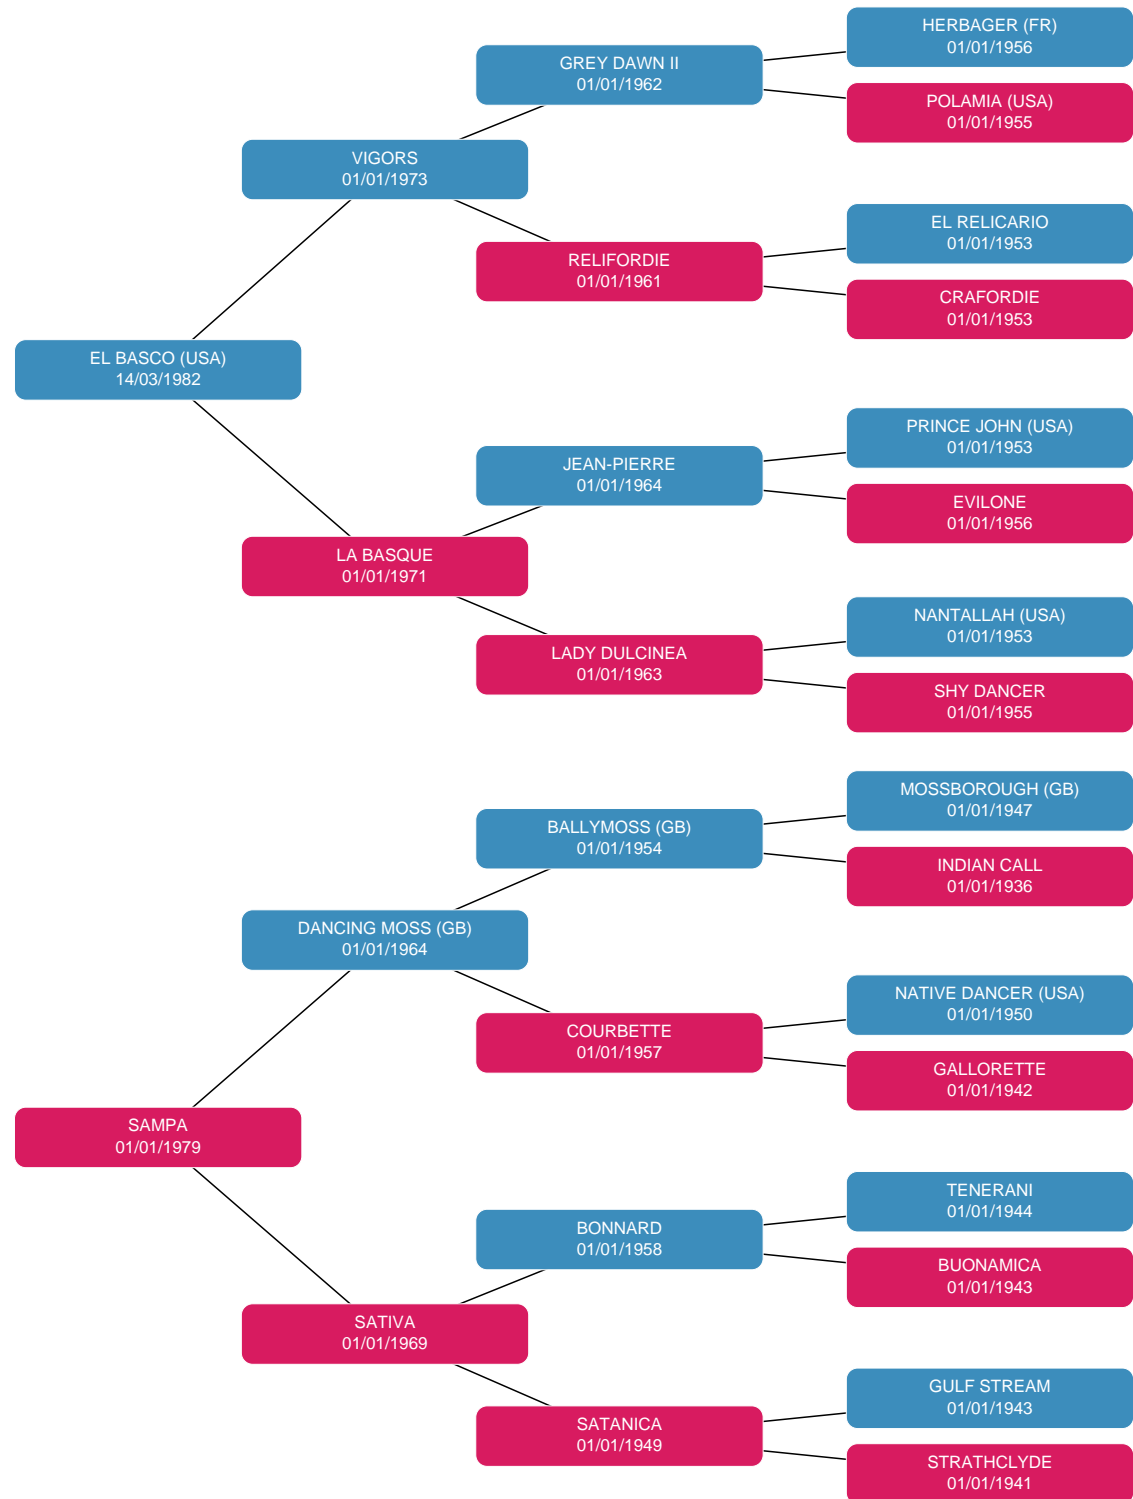 HERBAGER (FR)
01/01/1956
GREY DAWN II
01/01/1962
POLAMIA (USA)
01/01/1955
VIGORS
01/01/1973
EL RELICARIO
01/01/1953
RELIFORDIE
01/01/1961
CRAFORDIE
01/01/1953
EL BASCO (USA)
14/03/1982
PRINCE JOHN (USA)
01/01/1953
JEAN-PIERRE
01/01/1964
EVILONE
01/01/1956
LA BASQUE
01/01/1971
NANTALLAH (USA)
01/01/1953
LADY DULCINEA
01/01/1963
SHY DANCER
01/01/1955
MOSSBOROUGH (GB)
01/01/1947
BALLYMOSS (GB)
01/01/1954
INDIAN CALL
01/01/1936
DANCING MOSS (GB)
01/01/1964
NATIVE DANCER (USA)
01/01/1950
COURBETTE
01/01/1957
GALLORETTE
01/01/1942
SAMPA
01/01/1979
TENERANI
01/01/1944
BONNARD
01/01/1958
BUONAMICA
01/01/1943
SATIVA
01/01/1969
GULF STREAM
01/01/1943
SATANICA
01/01/1949
STRATHCLYDE
01/01/1941